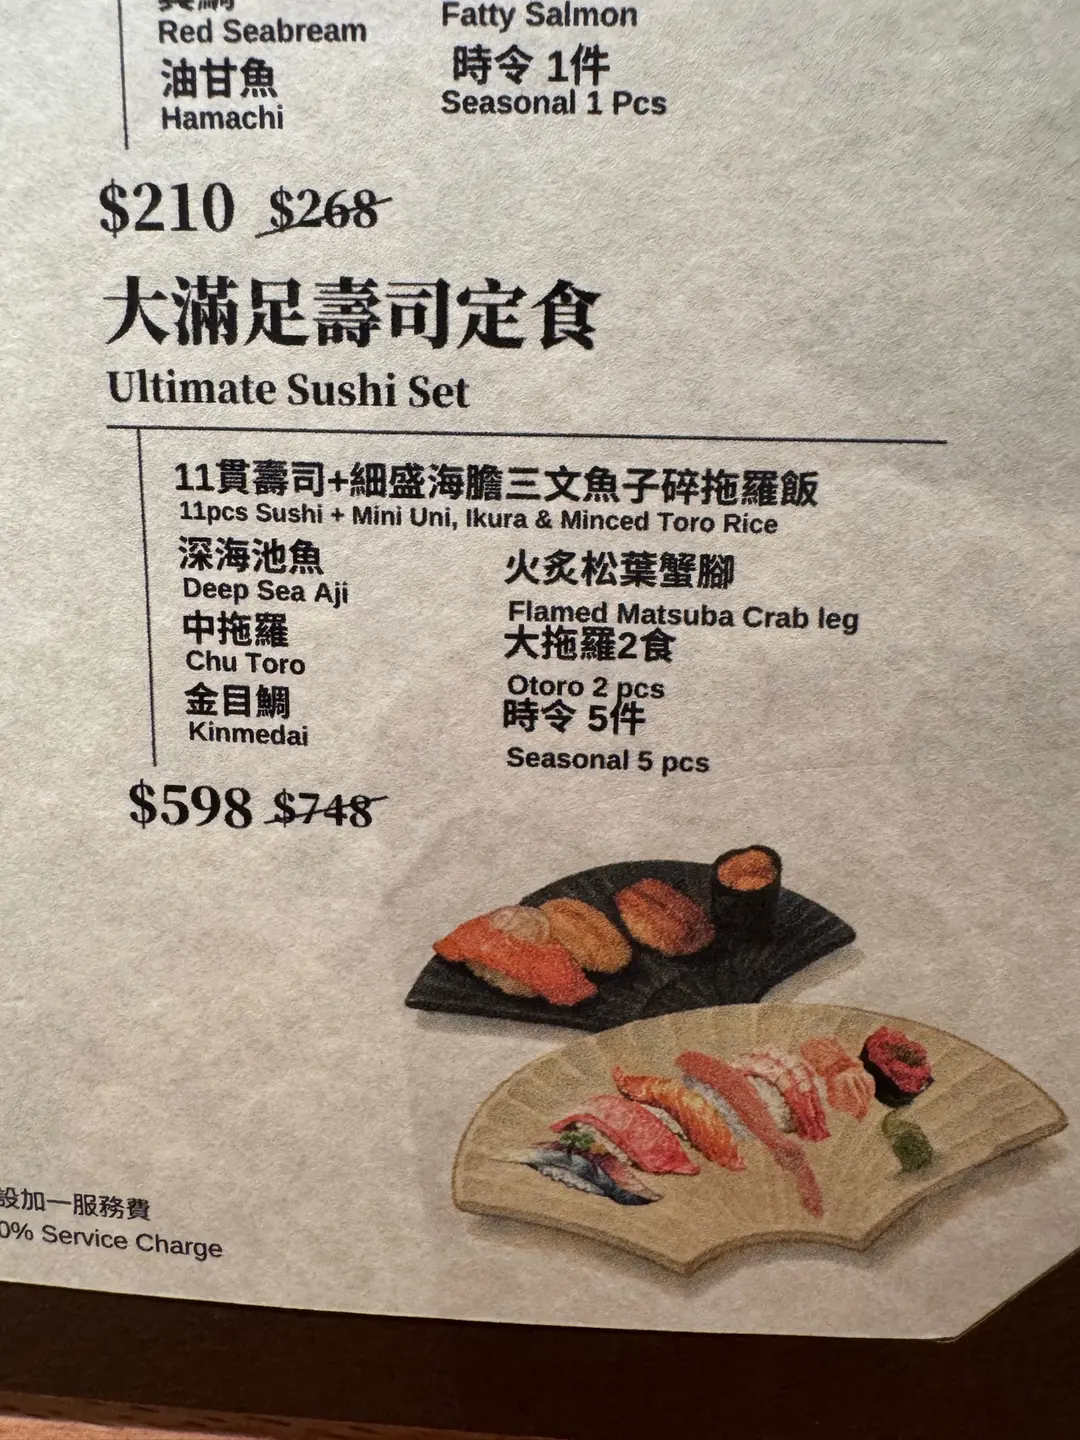 Red Seabream
油甘魚
Hamachi
Fatty Salmon
時令 1件
Seasonal 1 Pcs
$210 $268
大滿足壽司定食
Ultimate Sushi Set
11貫壽司+細盛海膽三文魚子碎拖羅飯
11pcs Sushi + Mini Uni, Ikura & Minced Toro Rice
深海池魚
Deep Sea Aji
中拖羅
Chu Toro
金目鯛
Kinmedai
火炙松葉蟹腳
Flamed Matsuba Crab leg
大拖羅2食
Otoro 2 pcs
時令 5件
Seasonal 5 pcs
$598 $748
設加一服務費
0% Service Charge